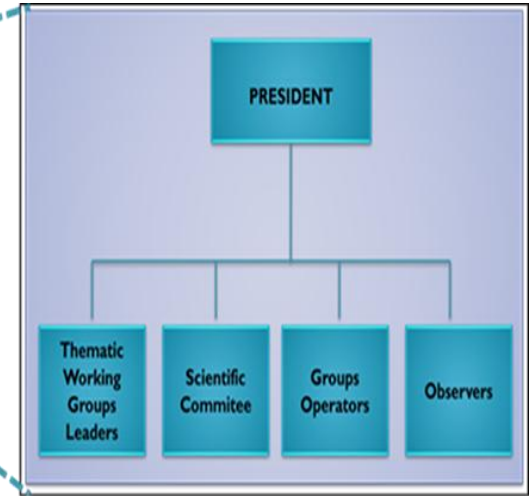 PRESIDENT
Thematic
Working
Groups
Leaders
Scientific
Commitee
Groups
Operators
Observers